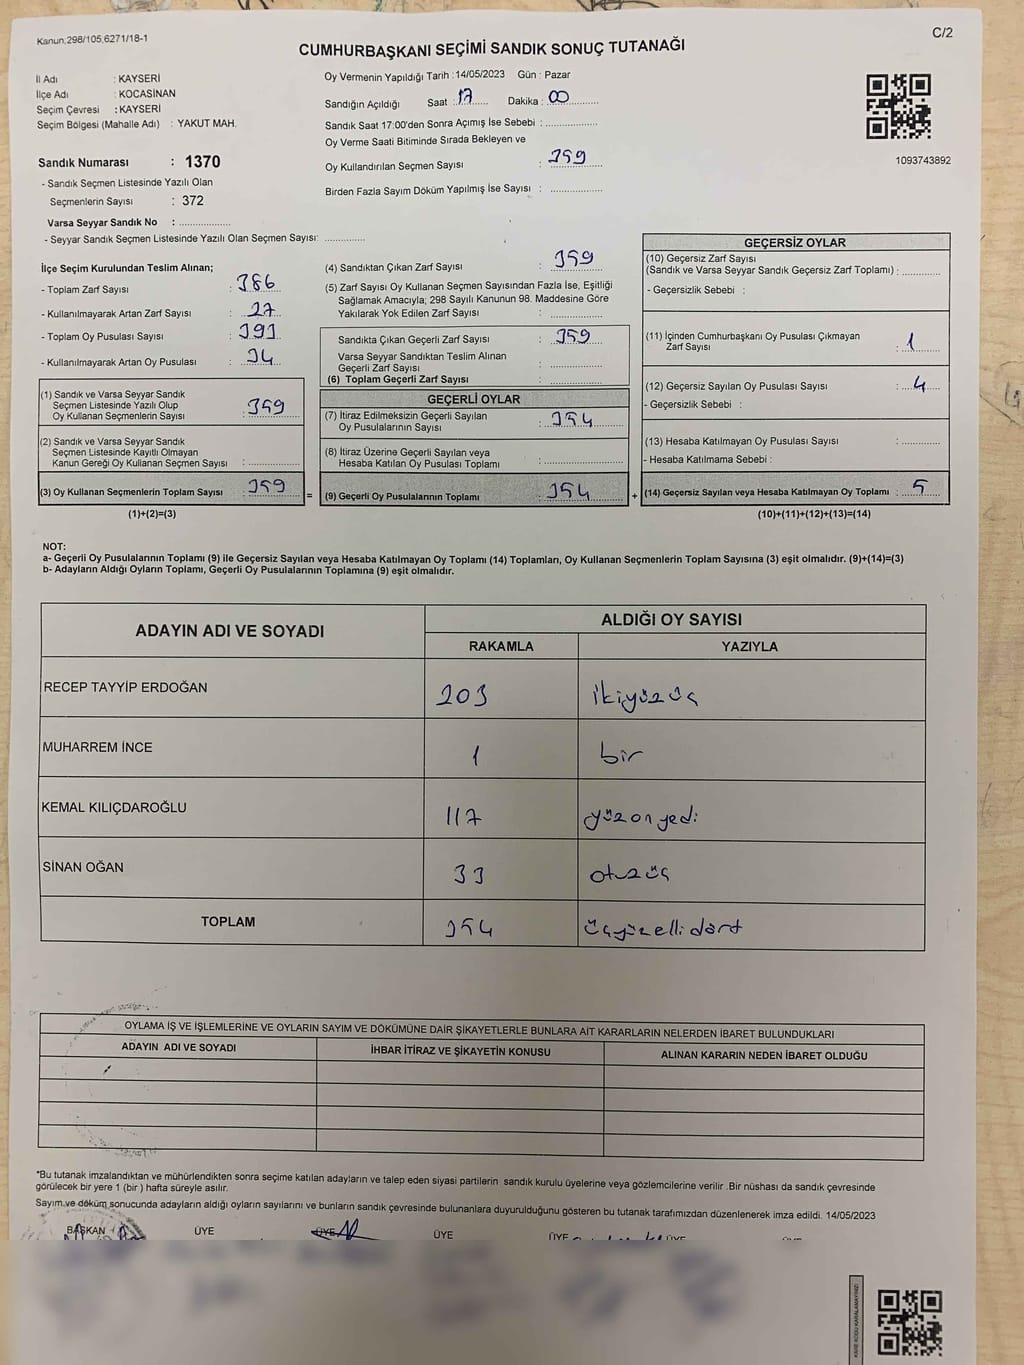 Kanun,298/105,6271/18-1
C/2
CUMHURBAŞKANI SEÇİMİ SANDIK SONUÇ TUTANAĞI
İl Adı : KAYSERİ
İlçe Adı : KOCASİNAN
Seçim Çevresi : KAYSERİ
Seçim Bölgesi (Mahalle Adı) : YAKUT MAH.
Sandık Numarası : 1370
- Sandık Seçmen Listesinde Yazılı Olan
Seçmenlerin Sayısı : 372
Varsa Seyyar Sandık No : ..................
- Seyyar Sandık Seçmen Listesinde Yazılı Olan Seçmen Sayısı: ..............
Oy Vermenin Yapıldığı Tarih :14/05/2023 Gün : Pazar
Sandığın Açıldığı Saat : 17 Dakika : 00
Sandık Saat 17:00'den Sonra Açımış İse Sebebi : ..................
Oy Verme Saati Bitiminde Sırada Bekleyen ve
Oy Kullandırılan Seçmen Sayısı : 359
Birden Fazla Sayım Döküm Yapılmış İse Sayısı : ..................
1093743892
İlçe Seçim Kurulundan Teslim Alınan;
- Toplam Zarf Sayısı : 386
- Kullanılmayarak Artan Zarf Sayısı : 27
- Toplam Oy Pusulası Sayısı : 393
- Kullanılmayarak Artan Oy Pusulası : 34
(1) Sandık ve Varsa Seyyar Sandık
Seçmen Listesinde Yazılı Olup
Oy Kullanan Seçmenlerin Sayısı : 359
(2) Sandık ve Varsa Seyyar Sandık
Seçmen Listesinde Kayıtlı Olmayan
Kanun Gereği Oy Kullanan Seçmen Sayısı : ..................
(3) Oy Kullanan Seçmenlerin Toplam Sayısı : 359
(1)+(2)=(3)
(4) Sandıktan Çıkan Zarf Sayısı : 359
(5) Zarf Sayısı Oy Kullanan Seçmen Sayısından Fazla İse, Eşitliği
Sağlamak Amacıyla; 298 Sayılı Kanunun 98. Maddesine Göre
Yakılarak Yok Edilen Zarf Sayısı : ..................
Sandıkta Çıkan Geçerli Zarf Sayısı : 359
Varsa Seyyar Sandıktan Teslim Alınan
Geçerli Zarf Sayısı : ..................
(6) Toplam Geçerli Zarf Sayısı : ..................
GEÇERLİ OYLAR
(7) İtiraz Edilmeksizin Geçerli Sayılan
Oy Pusulalarının Sayısı : 354
(8) İtiraz Üzerine Geçerli Sayılan veya
Hesaba Katılan Oy Pusulası Toplamı : ..................
= (9) Geçerli Oy Pusulalarının Toplamı : 354
GEÇERSİZ OYLAR
(10) Geçersiz Zarf Sayısı
(Sandık ve Varsa Seyyar Sandık Geçersiz Zarf Toplamı) : ..........
- Geçersizlik Sebebi :
(11) İçinden Cumhurbaşkanı Oy Pusulası Çıkmayan
Zarf Sayısı : 1
(12) Geçersiz Sayılan Oy Pusulası Sayısı : 4
- Geçersizlik Sebebi :
(13) Hesaba Katılmayan Oy Pusulası Sayısı : ..........
- Hesaba Katılmama Sebebi :
+ (14) Geçersiz Sayılan veya Hesaba Katılmayan Oy Toplamı : 5
(10)+(11)+(12)+(13)=(14)
NOT:
a- Geçerli Oy Pusulalarının Toplamı (9) ile Geçersiz Sayılan veya Hesaba Katılmayan Oy Toplamı (14) Toplamları, Oy Kullanan Seçmenlerin Toplam Sayısına (3) eşit olmalıdır. (9)+(14)=(3)
b- Adayların Aldığı Oyların Toplamı, Geçerli Oy Pusulalarının Toplamına (9) eşit olmalıdır.
ADAYIN ADI VE SOYADI
ALDIĞI OY SAYISI
RAKAMLA YAZIYLA
RECEP TAYYİP ERDOĞAN 203 ikiyüzüç
MUHARREM İNCE 1 bir
KEMAL KILIÇDAROĞLU 117 yüzonyedi
SİNAN OĞAN 33 otuzüç
TOPLAM 354 üçyüzellidört
OYLAMA İŞ VE İŞLEMLERİNE VE OYLARIN SAYIM VE DÖKÜMÜNE DAİR ŞİKAYETLERLE BUNLARA AİT KARARLARIN NELERDEN İBARET BULUNDUKLARI
ADAYIN ADI VE SOYADI İHBAR İTİRAZ VE ŞİKAYETİN KONUSU ALINAN KARARIN NEDEN İBARET OLDUĞU
*Bu tutanak imzalandıktan ve mühürlendikten sonra seçime katılan adayların ve talep eden siyasi partilerin sandık kurulu üyelerine veya gözlemcilerine verilir .Bir nüshası da sandık çevresinde
görülecek bir yere 1 (bir ) hafta süreyle asılır.
Sayım ve döküm sonucunda adayların aldığı oyların sayılarını ve bunların sandık çevresinde bulunanlara duyurulduğunu gösteren bu tutanak tarafımızdan düzenlenerek imza edildi. 14/05/2023
BAŞKAN ÜYE ÜYE ÜYE ÜYE ÜYE